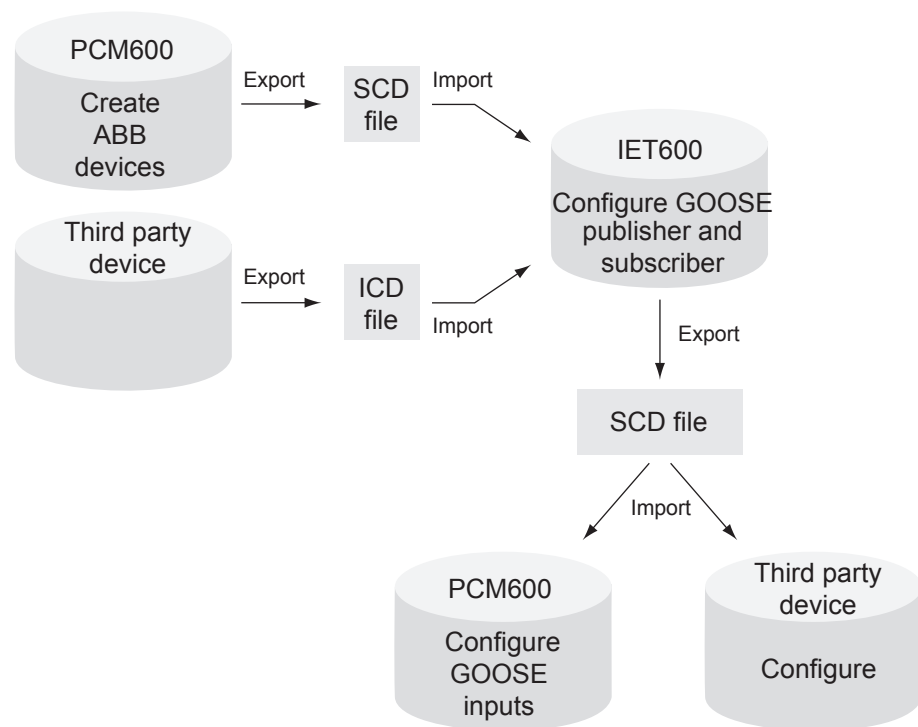 PCM600
Create
ABB
devices
Export
SCD
file
Import
Third party
device
Export
ICD
file
Import
IET600
Configure GOOSE
publisher and
subscriber
Export
SCD file
Import
PCM600
Configure
GOOSE
inputs
Third party
device
Configure